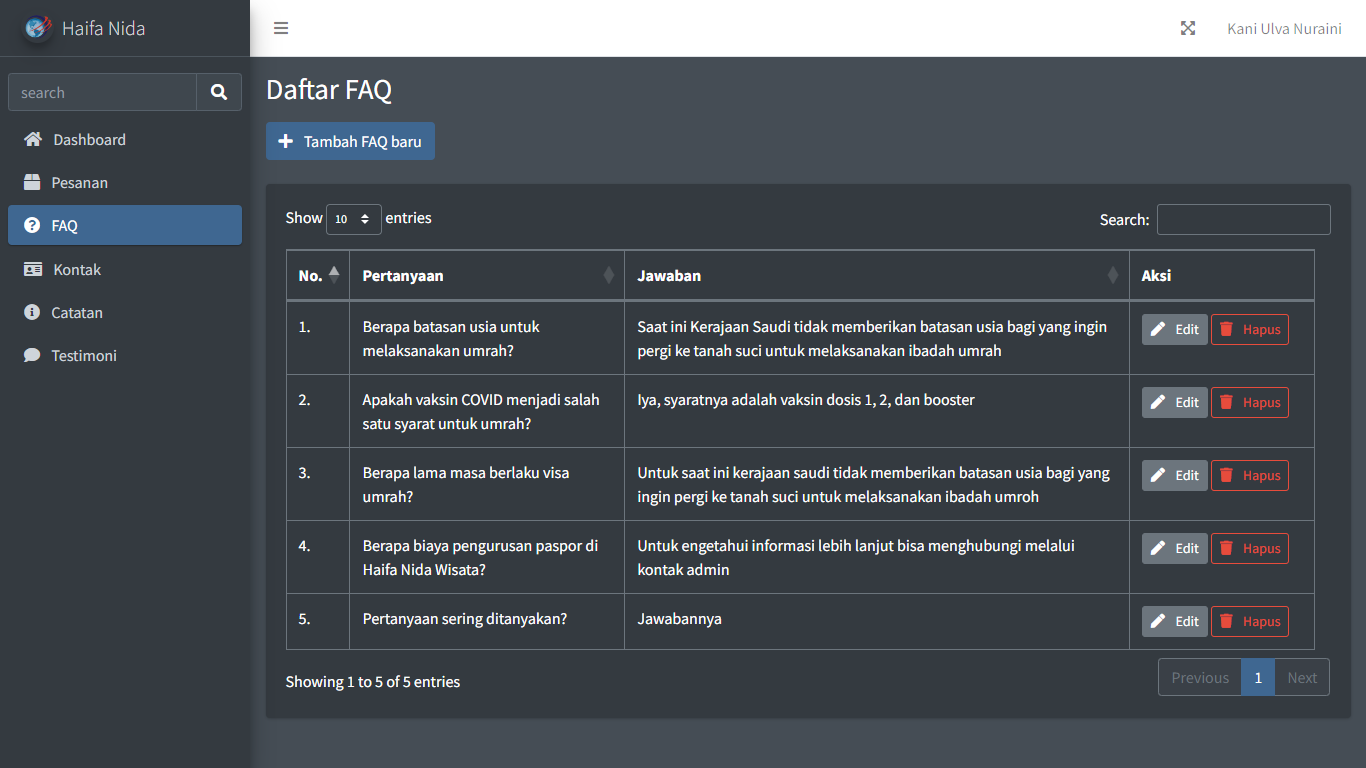 Haifa Nida
Kani Ulva Nuraini
search
Dashboard
Pesanan
FAQ
Kontak
Catatan
Testimoni
Daftar FAQ
Tambah FAQ baru
Show 10 entries
Search:
No. Pertanyaan Jawaban Aksi
1. Berapa batasan usia untuk
melaksanakan umrah?
Saat ini Kerajaan Saudi tidak memberikan batasan usia bagi yang ingin
pergi ke tanah suci untuk melaksanakan ibadah umrah
Edit Hapus
2. Apakah vaksin COVID menjadi salah
satu syarat untuk umrah?
Iya, syaratnya adalah vaksin dosis 1, 2, dan booster
Edit Hapus
3. Berapa lama masa berlaku visa
umrah?
Untuk saat ini kerajaan saudi tidak memberikan batasan usia bagi yang
ingin pergi ke tanah suci untuk melaksanakan ibadah umroh
Edit Hapus
4. Berapa biaya pengurusan paspor di
Haifa Nida Wisata?
Untuk engetahui informasi lebih lanjut bisa menghubungi melalui
kontak admin
Edit Hapus
5. Pertanyaan sering ditanyakan?
Jawabannya
Edit Hapus
Showing 1 to 5 of 5 entries
Previous 1 Next